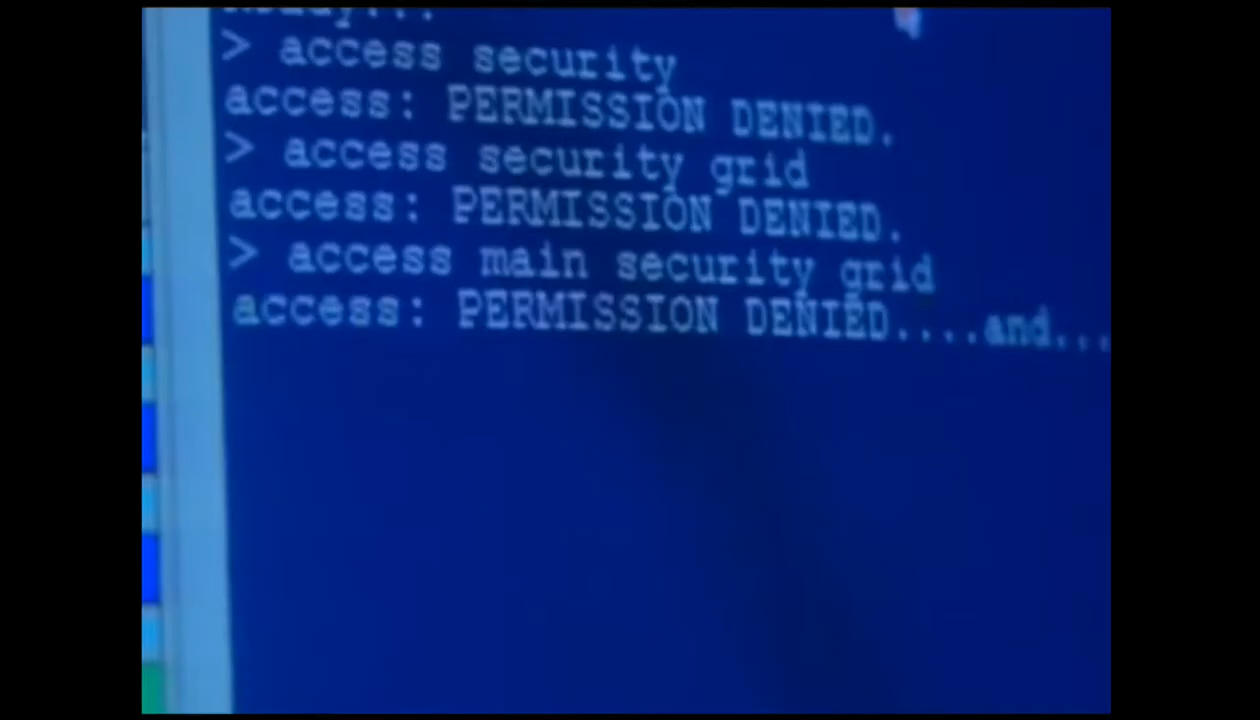 > access security
access: PERMISSION DENIED.
> access security grid
access: PERMISSION DENIED.
> access main security grid
access: PERMISSION DENIED....and...